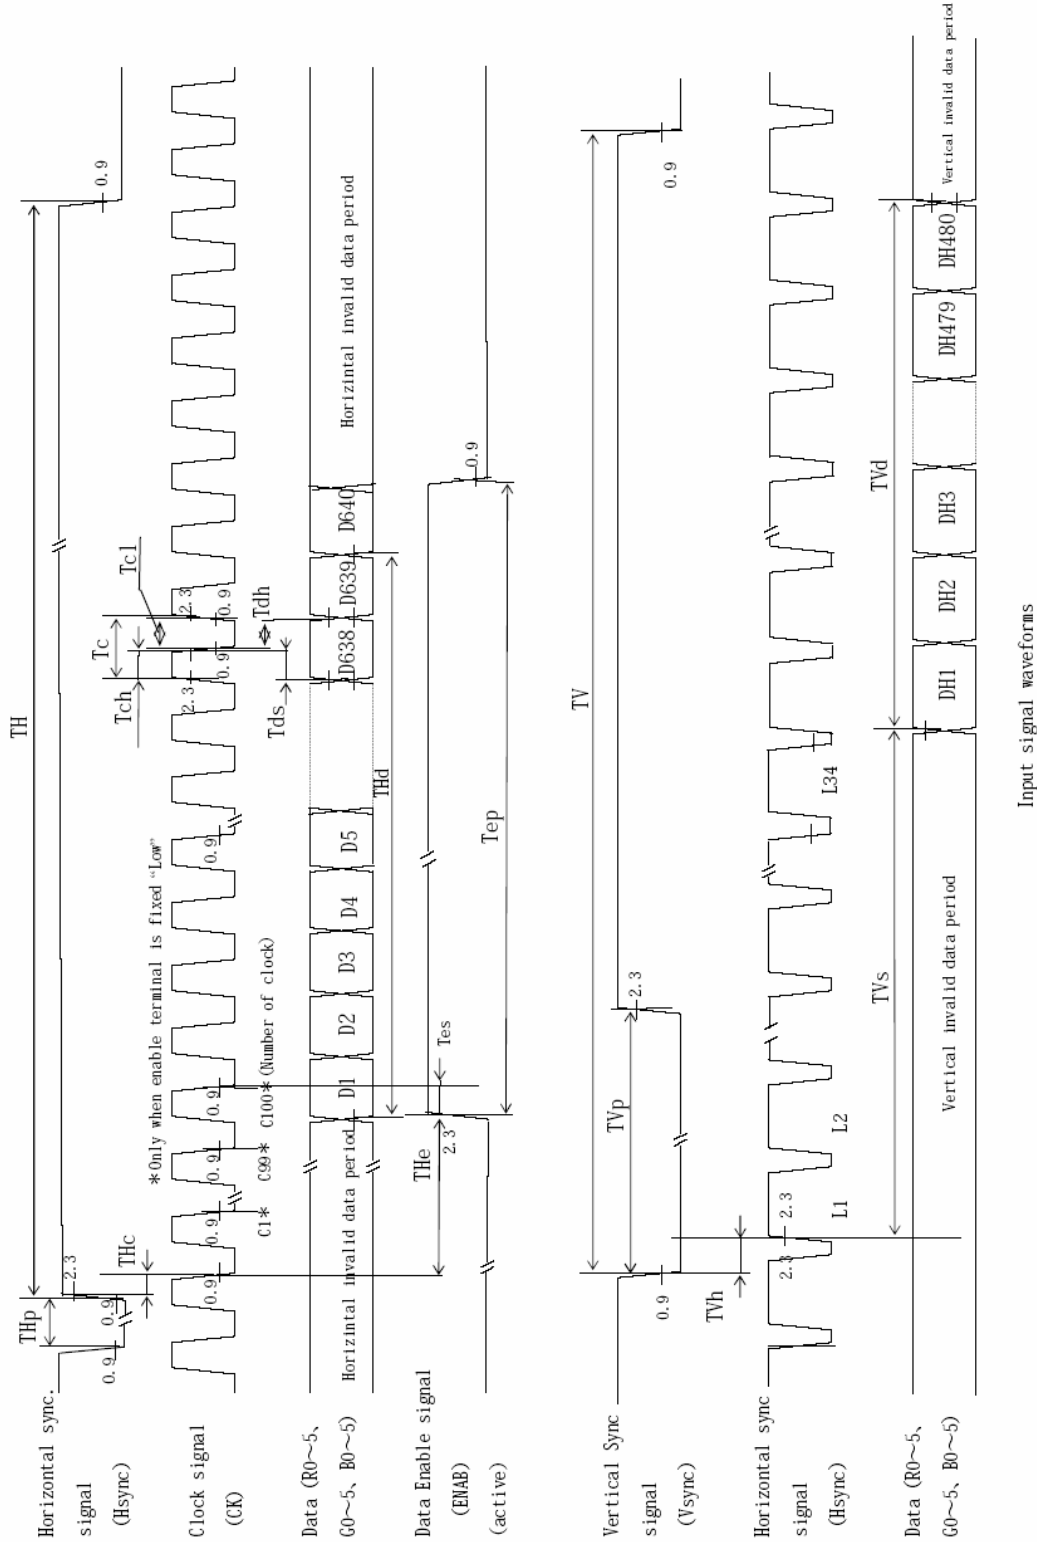 TH
Horizontal sync.
signal
(Hsync)
THp
0.9
0.9
2.3
THc
0.9
*Only when enable terminal is fixed “Low”
Tch
Tc
Tcl
Clock signal
(CK)
0.9
0.9
0.9
0.9
0.9
2.3
0.9
2.3
0.9
C1*
C99*
C100*(Number of clock)
Tds
Tdh
Data (R0～5、
G0～5、B0～5)
Horizintal invalid data period
D1
D2
D3
D4
D5
D638
D639
D640
Horizintal invalid data period
THd
Data Enable signal
(ENAB)
(active)
THe
2.3
Tes
0.9
Tep
TV
Vertical Sync
signal
(Vsync)
0.9
TVp
2.3
0.9
TVh
Horizontal sync
signal
(Hsync)
2.3
2.3
L1
L2
L34
TVs
TVd
Data (R0～5、
G0～5、B0～5)
Vertical invalid data period
DH1
DH2
DH3
DH479
DH480
Vertical invalid data period
Input signal waveforms